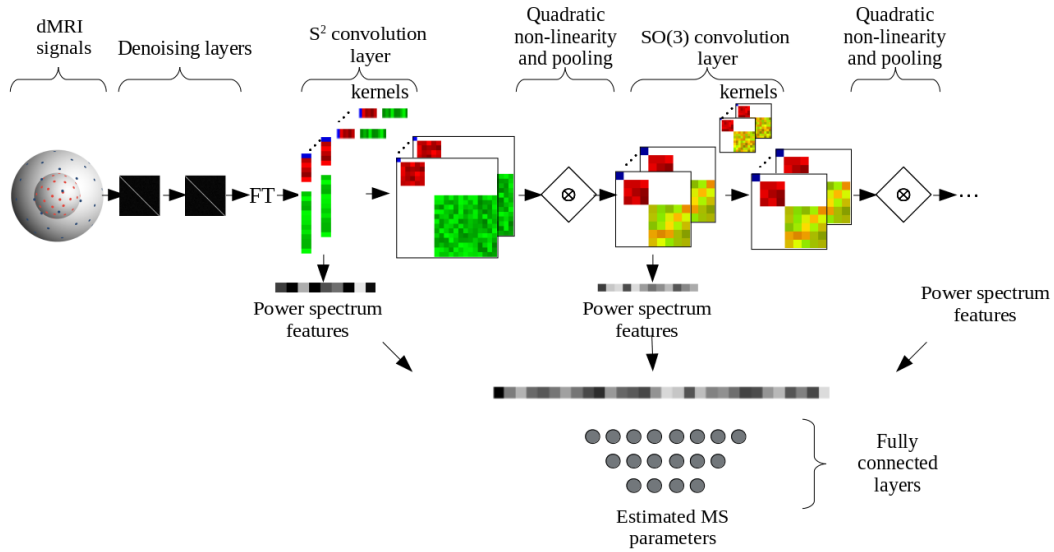 dMRI
signals
Denoising layers
S² convolution
layer
kernels
Quadratic
non-linearity
and pooling
SO(3) convolution
layer
kernels
Quadratic
non-linearity
and pooling
FT
...
Power spectrum
features
Power spectrum
features
Power spectrum
features
Fully
connected
layers
Estimated MS
parameters